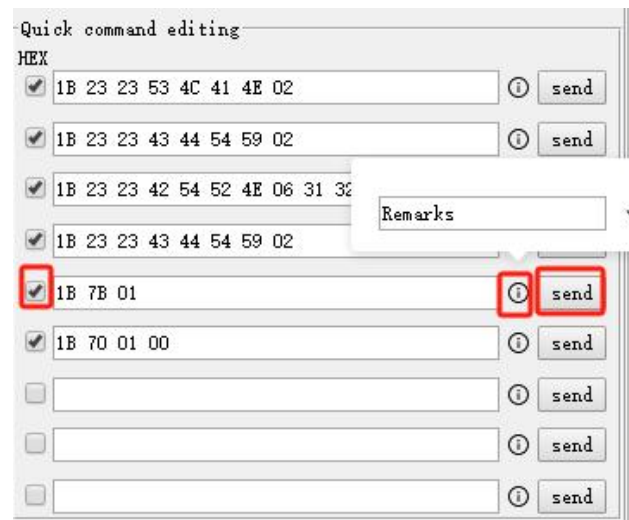 Quick command editing
HEX
1B 23 23 53 4C 41 4E 02 send
1B 23 23 43 44 54 59 02 send
1B 23 23 42 54 52 4E 06 31 32
Remarks
1B 23 23 43 44 54 59 02
1B 7B 01 send
1B 70 01 00 send
send
send
send